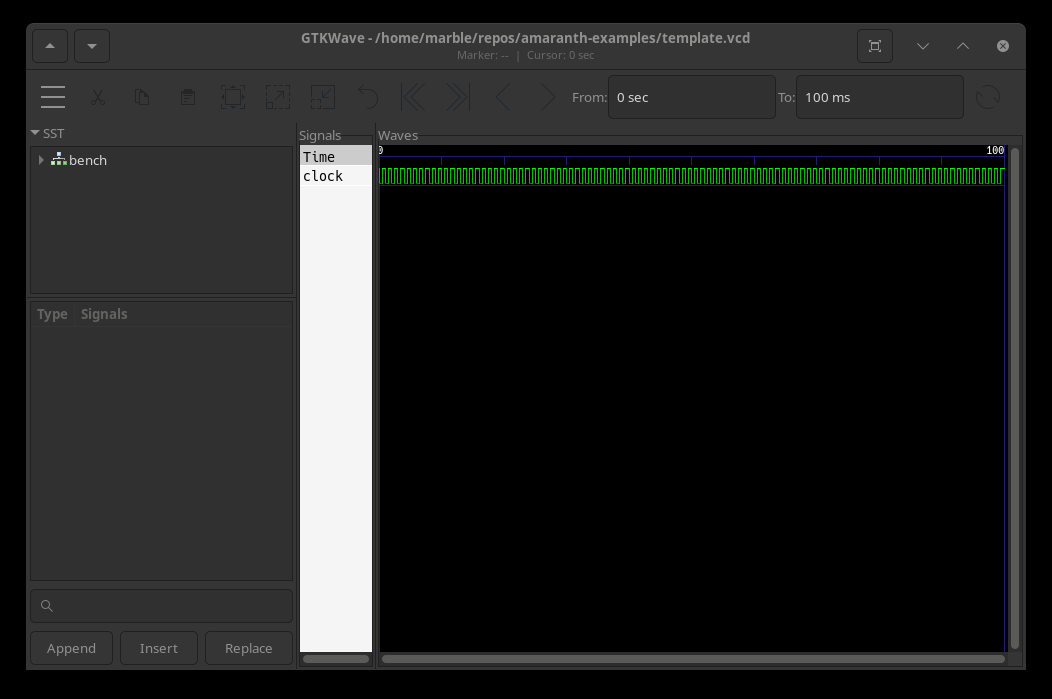 GTKWave - /home/marble/repos/amaranth-examples/template.vcd
Marker: -- | Cursor: 0 sec
From: 0 sec To: 100 ms
SST
bench
Type Signals
Append Insert Replace
Signals
Time
clock
Waves
0 100